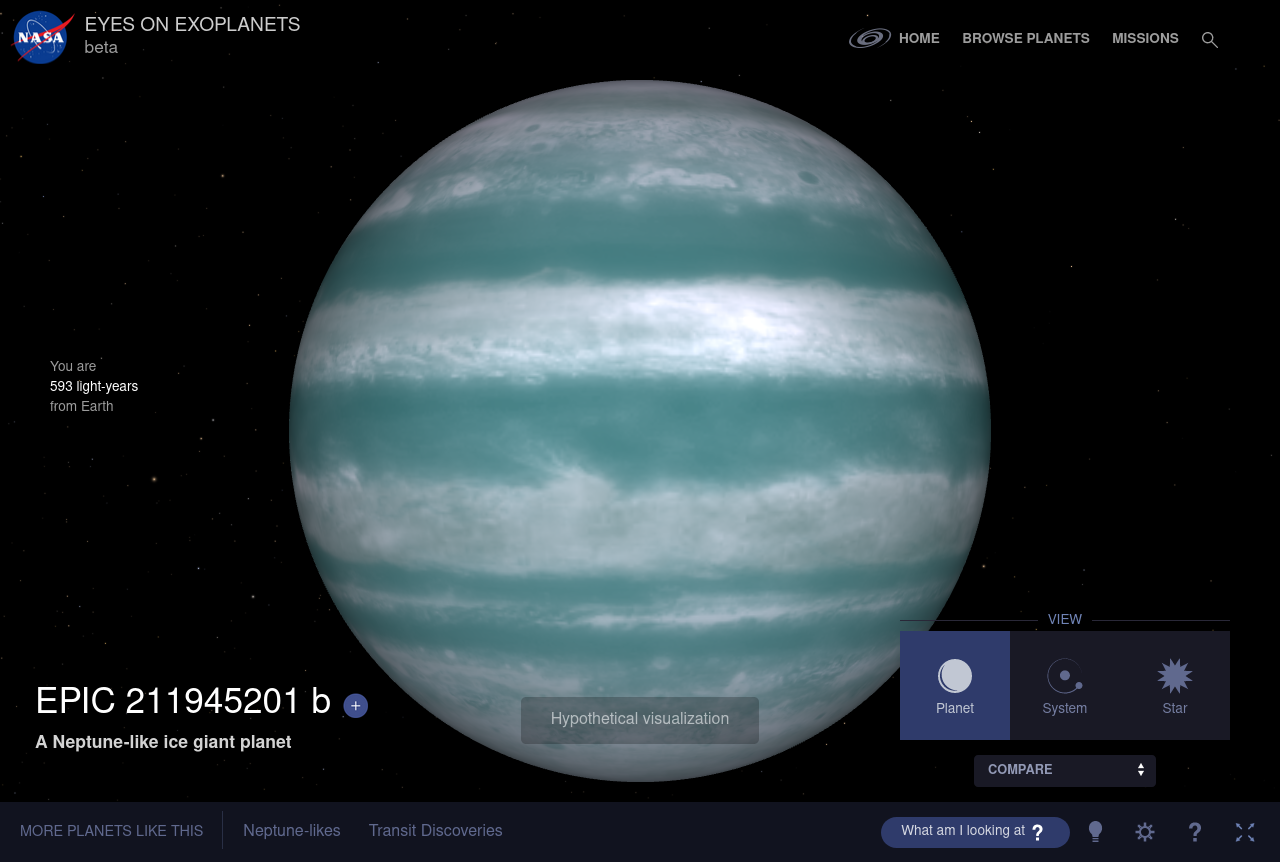 NASA
EYES ON EXOPLANETS
beta
HOME
BROWSE PLANETS
MISSIONS
You are
593 light-years
from Earth
VIEW
Planet
System
Star
EPIC 211945201 b +
A Neptune-like ice giant planet
Hypothetical visualization
COMPARE
MORE PLANETS LIKE THIS
Neptune-likes
Transit Discoveries
What am I looking at ?
?